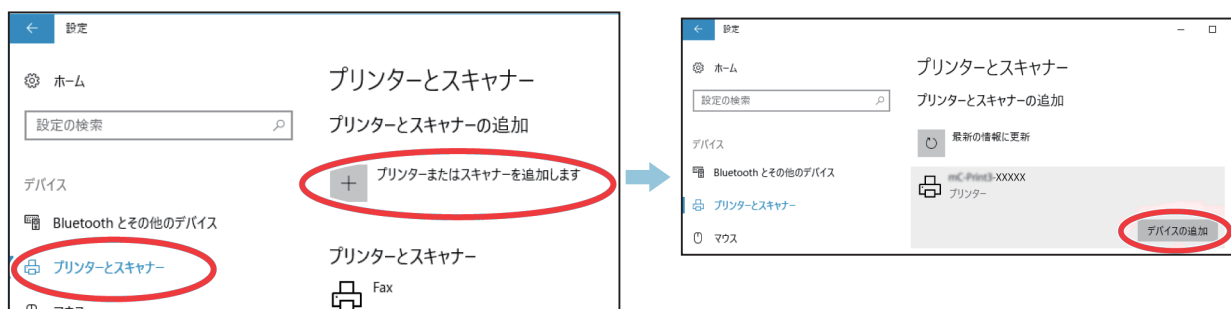 設定
ホーム
設定の検索
デバイス
Bluetooth とその他のデバイス
プリンターとスキャナー
プリンターとスキャナー
プリンターとスキャナーの追加
プリンターまたはスキャナーを追加します
プリンターとスキャナー
Fax
設定
ホーム
設定の検索
デバイス
Bluetooth とその他のデバイス
プリンターとスキャナー
マウス
プリンターとスキャナー
プリンターとスキャナーの追加
最新の情報に更新
mC-Print3-XXXXX
プリンター
デバイスの追加